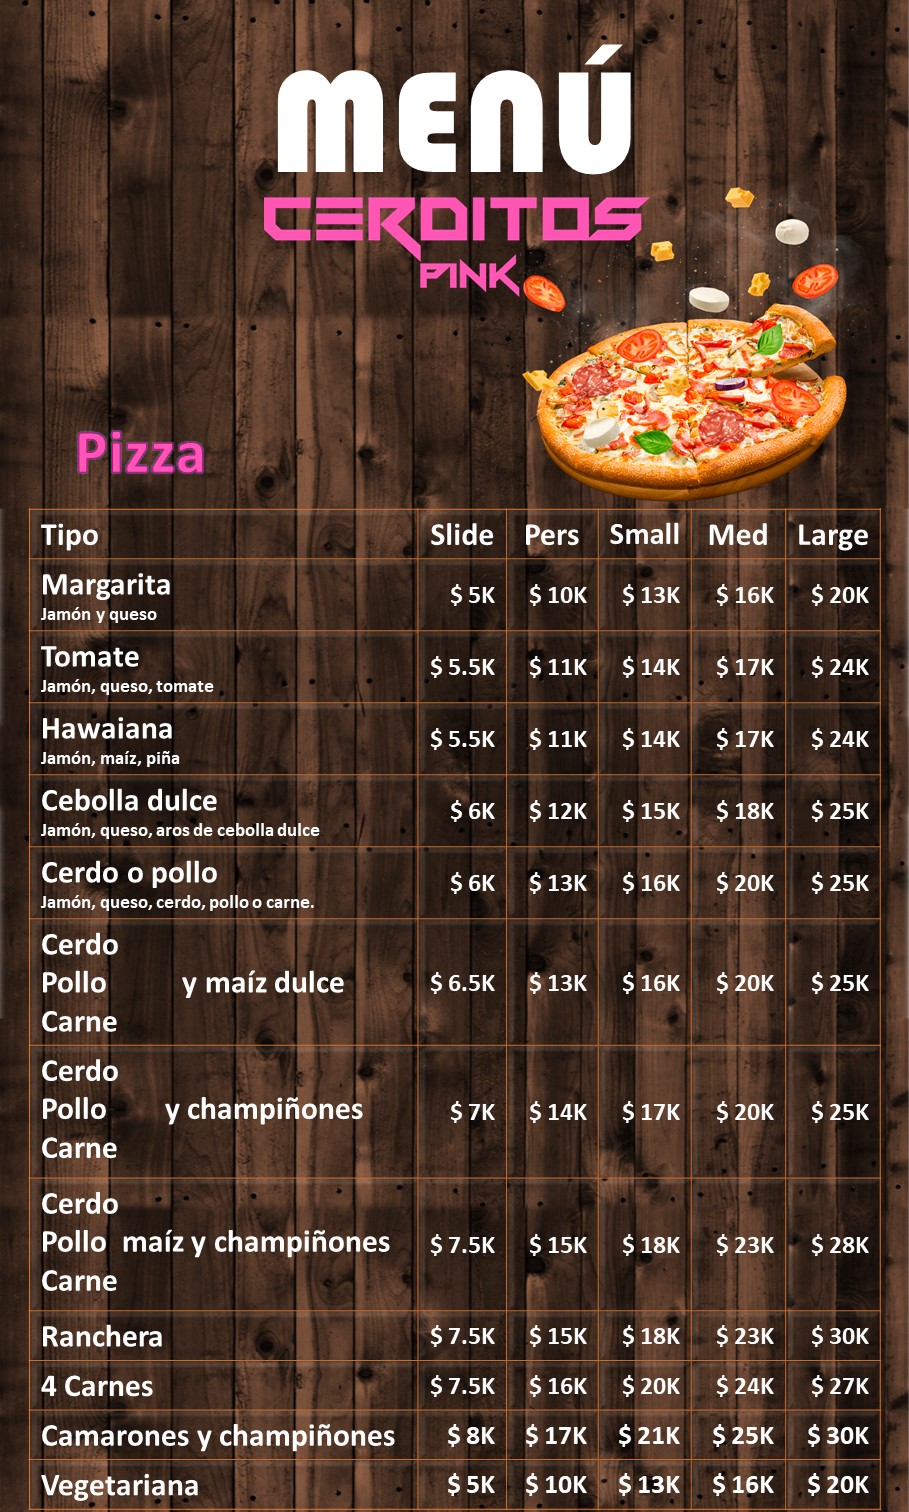 MENÚ
CERDITOS
PINK
Pizza
Tipo Slide Pers Small Med Large
Margarita $ 5K $ 10K $ 13K $ 16K $ 20K
Jamón y queso
Tomate $ 5.5K $ 11K $ 14K $ 17K $ 24K
Jamón, queso, tomate
Hawaiana $ 5.5K $ 11K $ 14K $ 17K $ 24K
Jamón, maíz, piña
Cebolla dulce $ 6K $ 12K $ 15K $ 18K $ 25K
Jamón, queso, aros de cebolla dulce
Cerdo o pollo $ 6K $ 13K $ 16K $ 20K $ 25K
Jamón, queso, cerdo, pollo o carne.
Cerdo
Pollo y maíz dulce $ 6.5K $ 13K $ 16K $ 20K $ 25K
Carne
Cerdo
Pollo y champiñones $ 7K $ 14K $ 17K $ 20K $ 25K
Carne
Cerdo
Pollo maíz y champiñones $ 7.5K $ 15K $ 18K $ 23K $ 28K
Carne
Ranchera $ 7.5K $ 15K $ 18K $ 23K $ 30K
4 Carnes $ 7.5K $ 16K $ 20K $ 24K $ 27K
Camarones y champiñones $ 8K $ 17K $ 21K $ 25K $ 30K
Vegetariana $ 5K $ 10K $ 13K $ 16K $ 20K